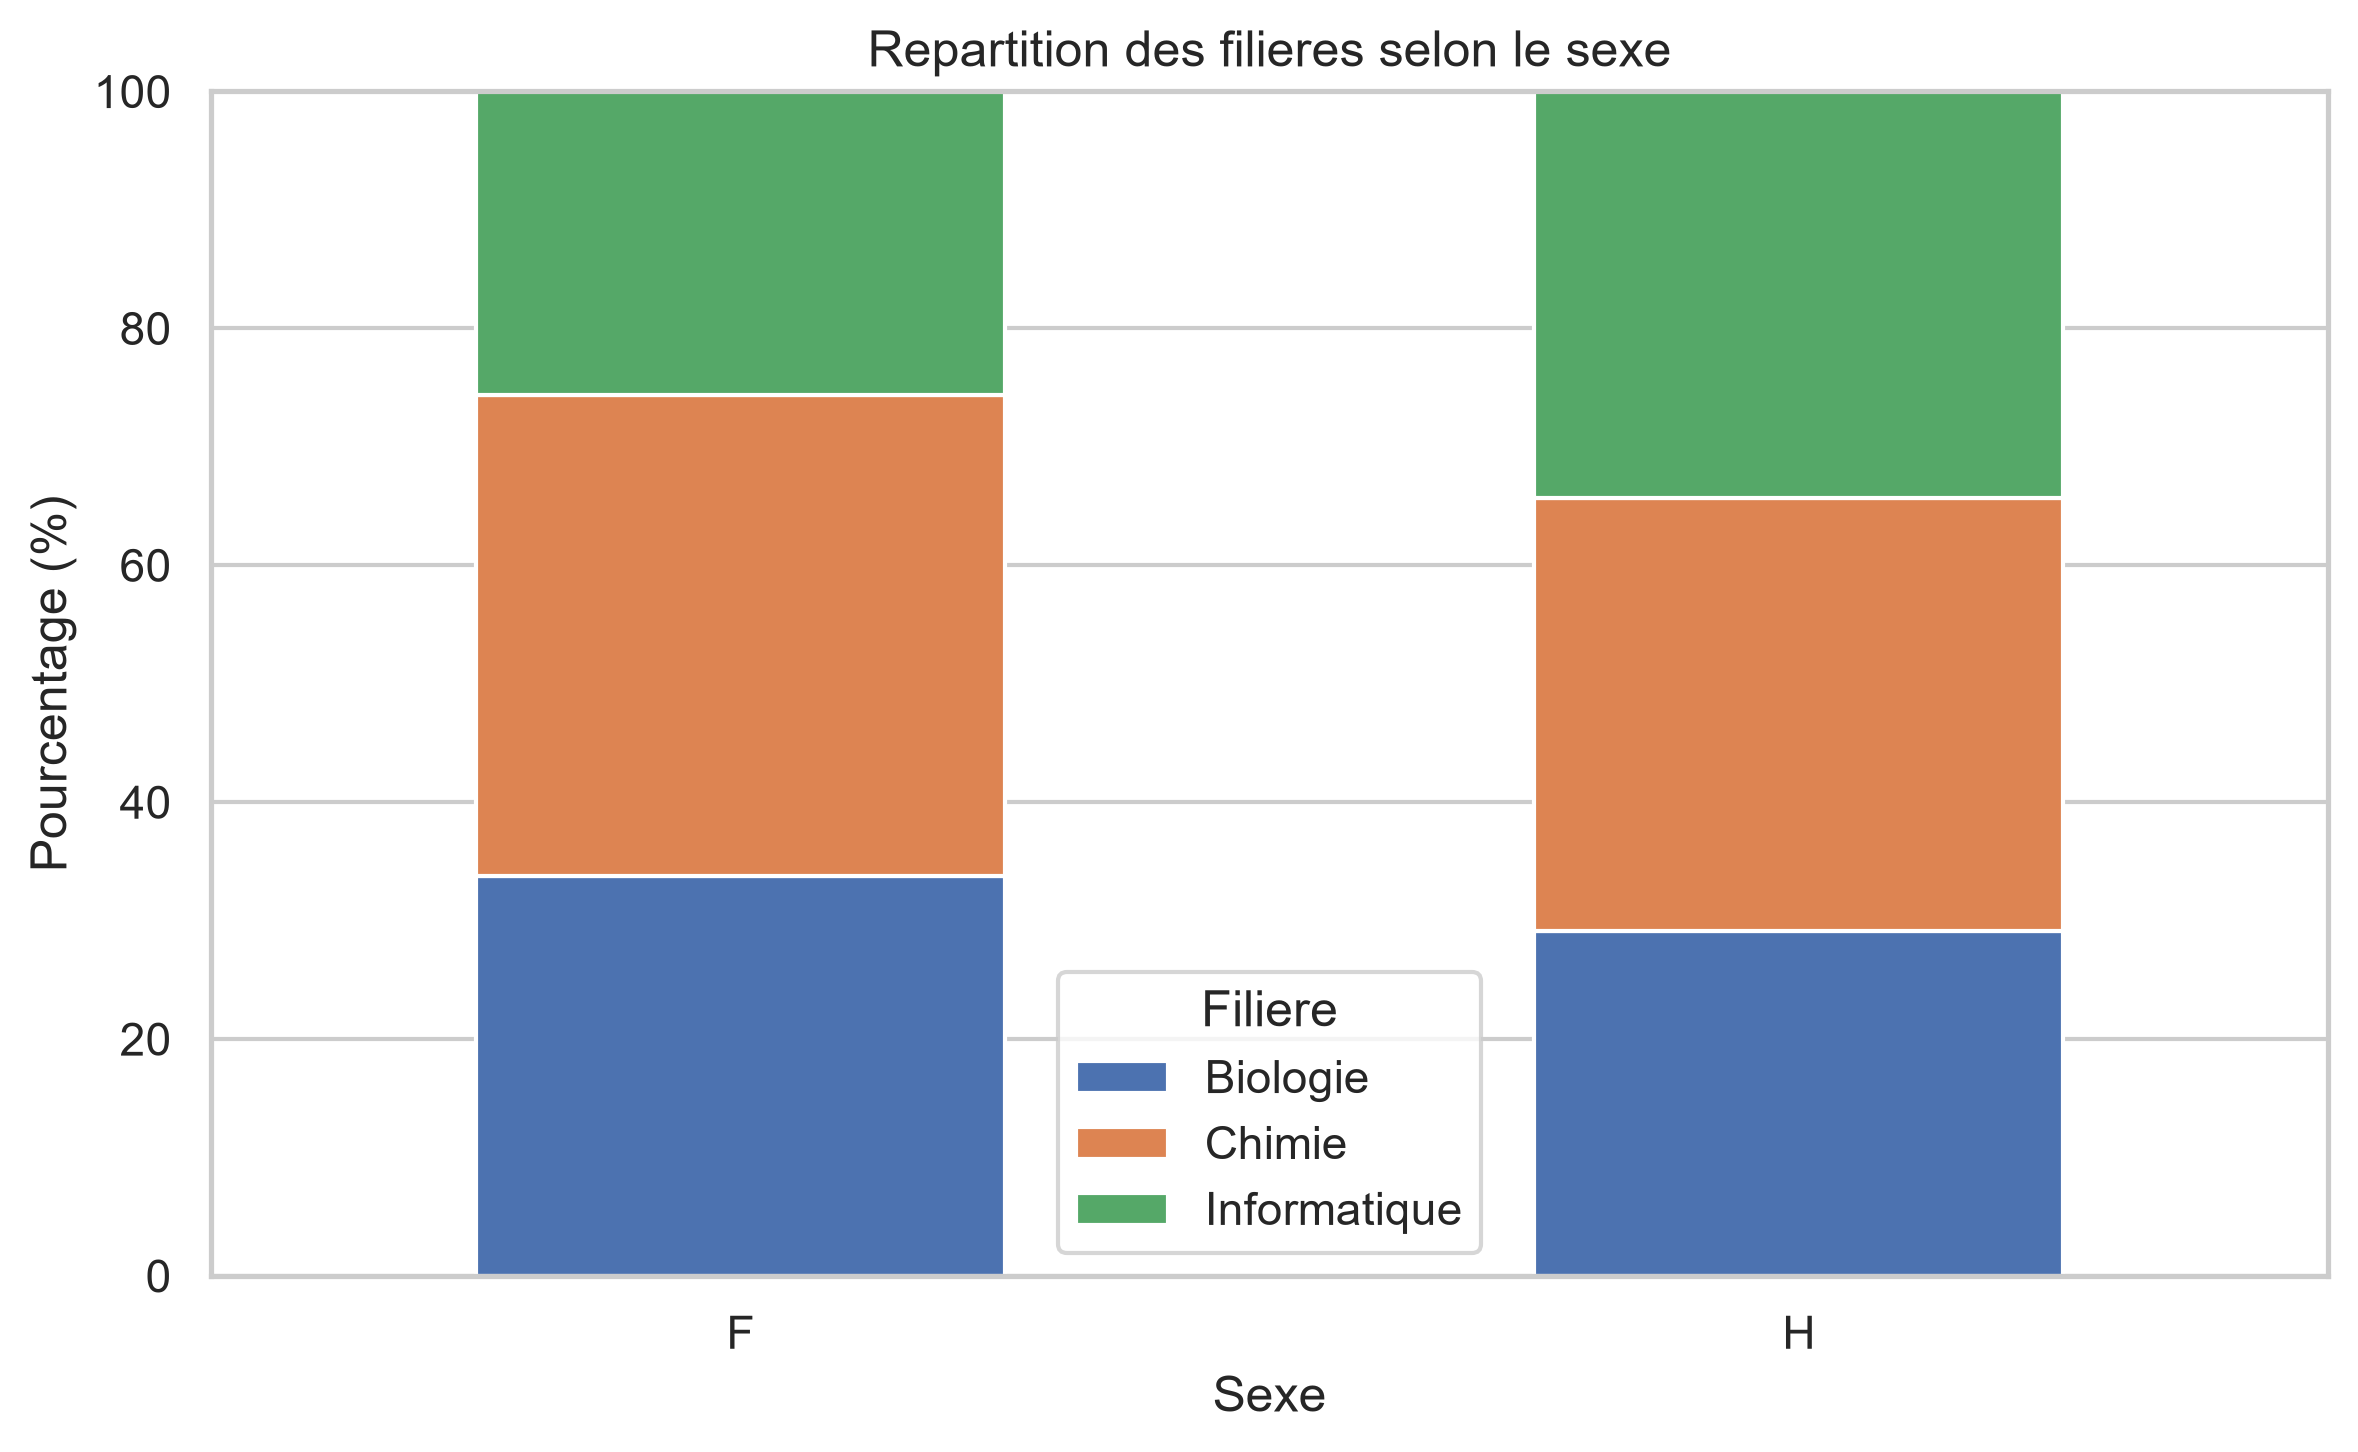 Repartition des filieres selon le sexe
100
80
60
40
20
0
Pourcentage (%)
Filiere
Biologie
Chimie
Informatique
F
H
Sexe